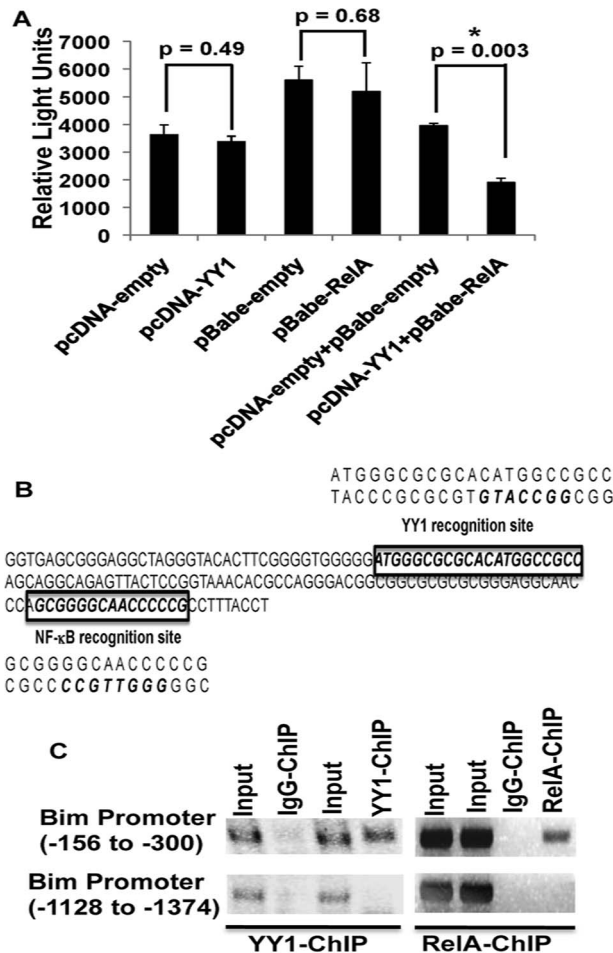 A
p = 0.49
p = 0.68
*
p = 0.003
Relative Light Units
7000
6000
5000
4000
3000
2000
1000
0
pcDNA-empty
pcDNA-YY1
pBabe-empty
pBabe-RelA
pcDNA-empty+pBabe-empty
pcDNA-YY1+pBabe-RelA
B
ATGGGCGCGCACATGGCCGCC
TACCCGCGCGTGTACCGGCGG
YY1 recognition site
GGTGAGCGGGAGGCTAGGGTACACTTCGGGGTGGGGGATGGGCGCGCACATGGCCGCC
AGCAGGCAGAGTTACTCCGGTAAACACGCCAGGGACGGCGGCGCGCGCGGGAGGCAAC
CCAGCGGGGCAACCCCCGCCTTTACCT
NF-κB recognition site
GCGGGGCAACCCCCG
CGCCCCGTTGGGGGC
C
Input
IgG-ChIP
Input
YY1-ChIP
Input
Input
IgG-ChIP
RelA-ChIP
Bim Promoter
(-156 to -300)
Bim Promoter
(-1128 to -1374)
YY1-ChIP
RelA-ChIP